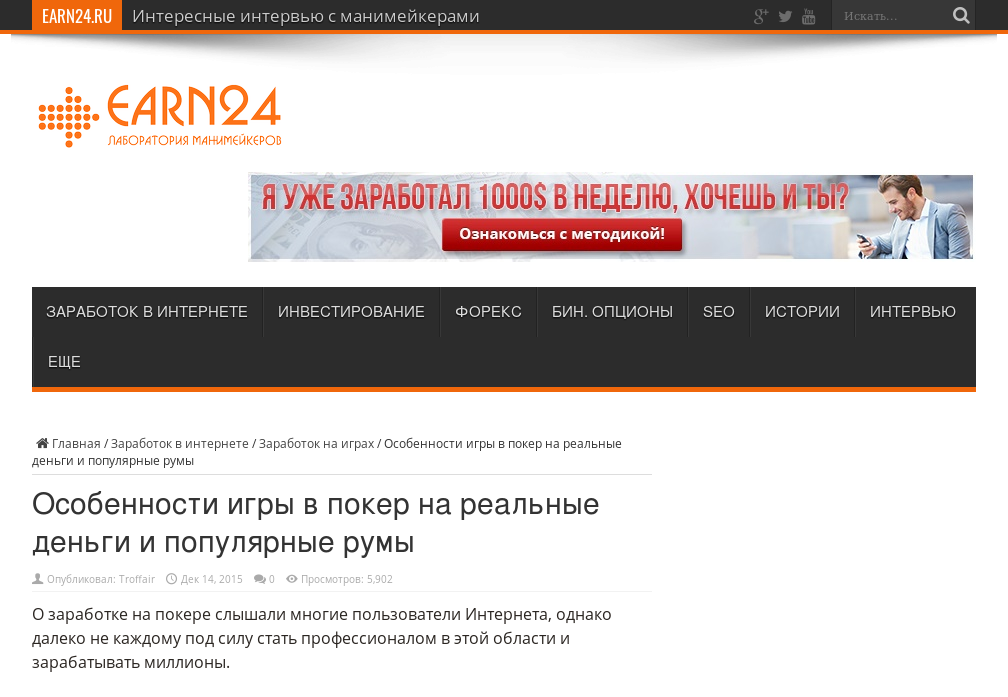 EARN24.RU Интересные интервью с манимейкерами Искать...
EARN24
ЛАБОРАТОРИЯ МАНИМЕЙКЕРОВ
Я УЖЕ ЗАРАБОТАЛ 1000$ В НЕДЕЛЮ, ХОЧЕШЬ И ТЫ?
Ознакомься с методикой!
ЗАРАБОТОК В ИНТЕРНЕТЕ ИНВЕСТИРОВАНИЕ ФОРЕКС БИН. ОПЦИОНЫ SEO ИСТОРИИ ИНТЕРВЬЮ
ЕЩЕ
Главная / Заработок в интернете / Заработок на играх / Особенности игры в покер на реальные
деньги и популярные румы
Особенности игры в покер на реальные
деньги и популярные румы
Опубликовал: Troffair Дек 14, 2015 0 Просмотров: 5,902
О заработке на покере слышали многие пользователи Интернета, однако
далеко не каждому под силу стать профессионалом в этой области и
зарабатывать миллионы.